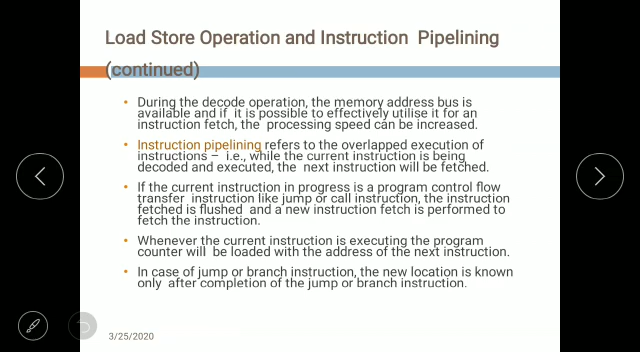 Load Store Operation and Instruction Pipelining
(continued)
• During the decode operation, the memory address bus is
available and if it is possible to effectively utilise it for an
instruction fetch, the processing speed can be increased.
• Instruction pipelining refers to the overlapped execution of
instructions – i.e., while the current instruction is being
decoded and executed, the next instruction will be fetched.
• If the current instruction in progress is a program control flow
transfer instruction like jump or call instruction, the instruction
fetched is flushed and a new instruction fetch is performed to
fetch the instruction.
• Whenever the current instruction is executing the program
counter will be loaded with the address of the next instruction.
• In case of jump or branch instruction, the new location is known
only after completion of the jump or branch instruction.
3/25/2020